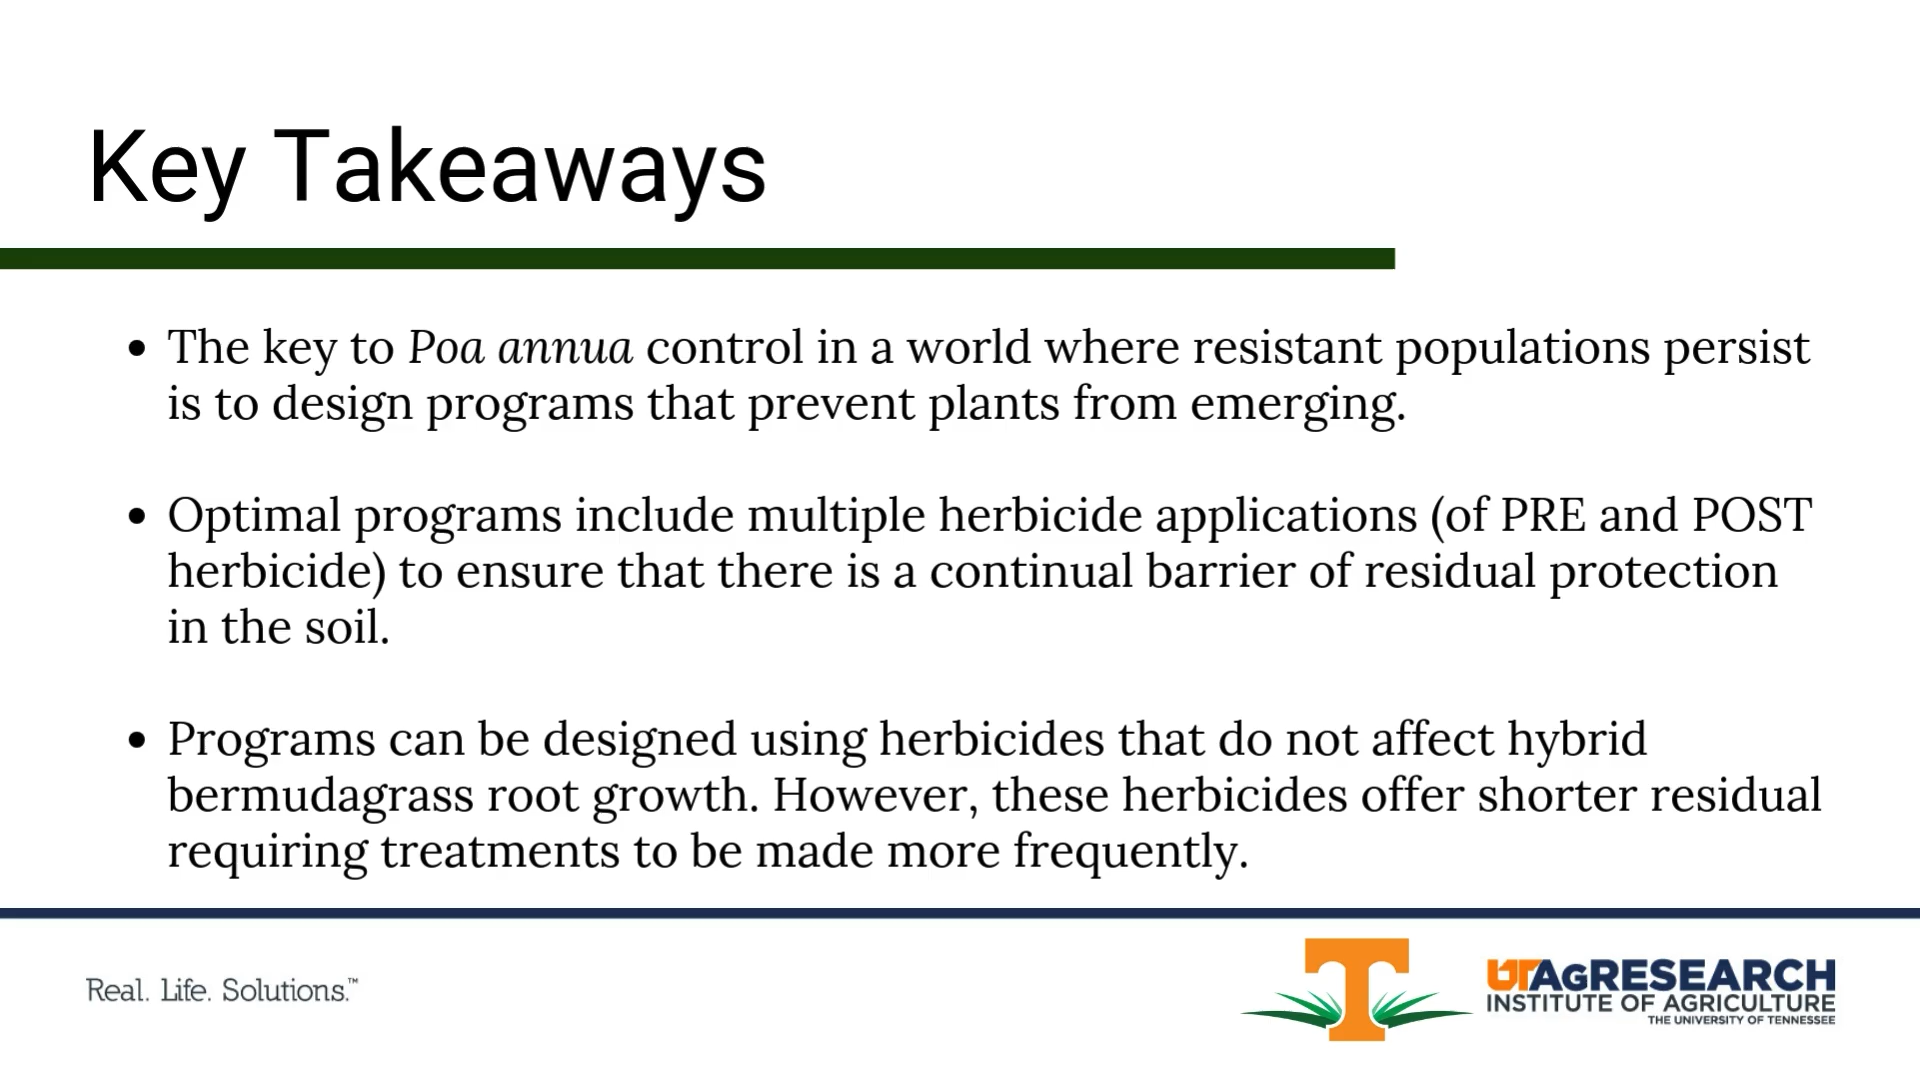 Key Takeaways
• The key to Poa annua control in a world where resistant populations persist
is to design programs that prevent plants from emerging.
• Optimal programs include multiple herbicide applications (of PRE and POST
herbicide) to ensure that there is a continual barrier of residual protection
in the soil.
• Programs can be designed using herbicides that do not affect hybrid
bermudagrass root growth. However, these herbicides offer shorter residual
requiring treatments to be made more frequently.
Real. Life. Solutions.™
T
UT AGRESEARCH
INSTITUTE OF AGRICULTURE
THE UNIVERSITY OF TENNESSEE